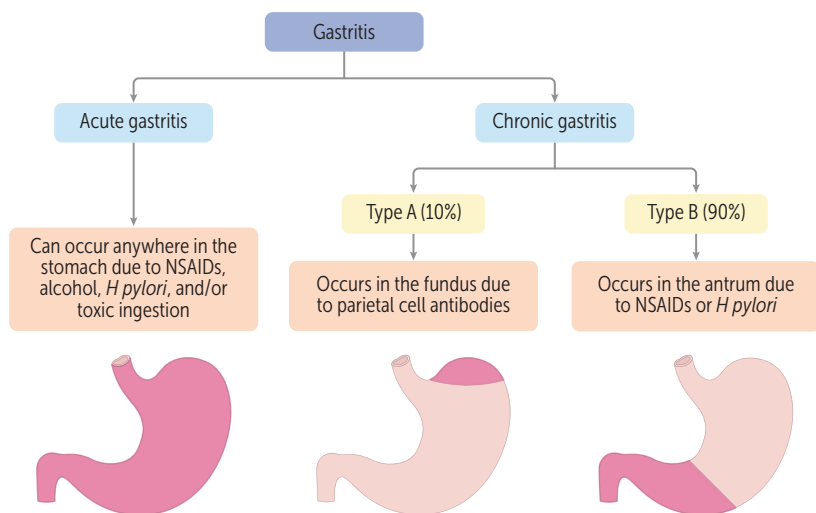 Gastritis
Acute gastritis
Chronic gastritis
Type A (10%)
Type B (90%)
Can occur anywhere in the
stomach due to NSAIDs,
alcohol, H pylori, and/or
toxic ingestion
Occurs in the fundus due
to parietal cell antibodies
Occurs in the antrum due
to NSAIDs or H pylori